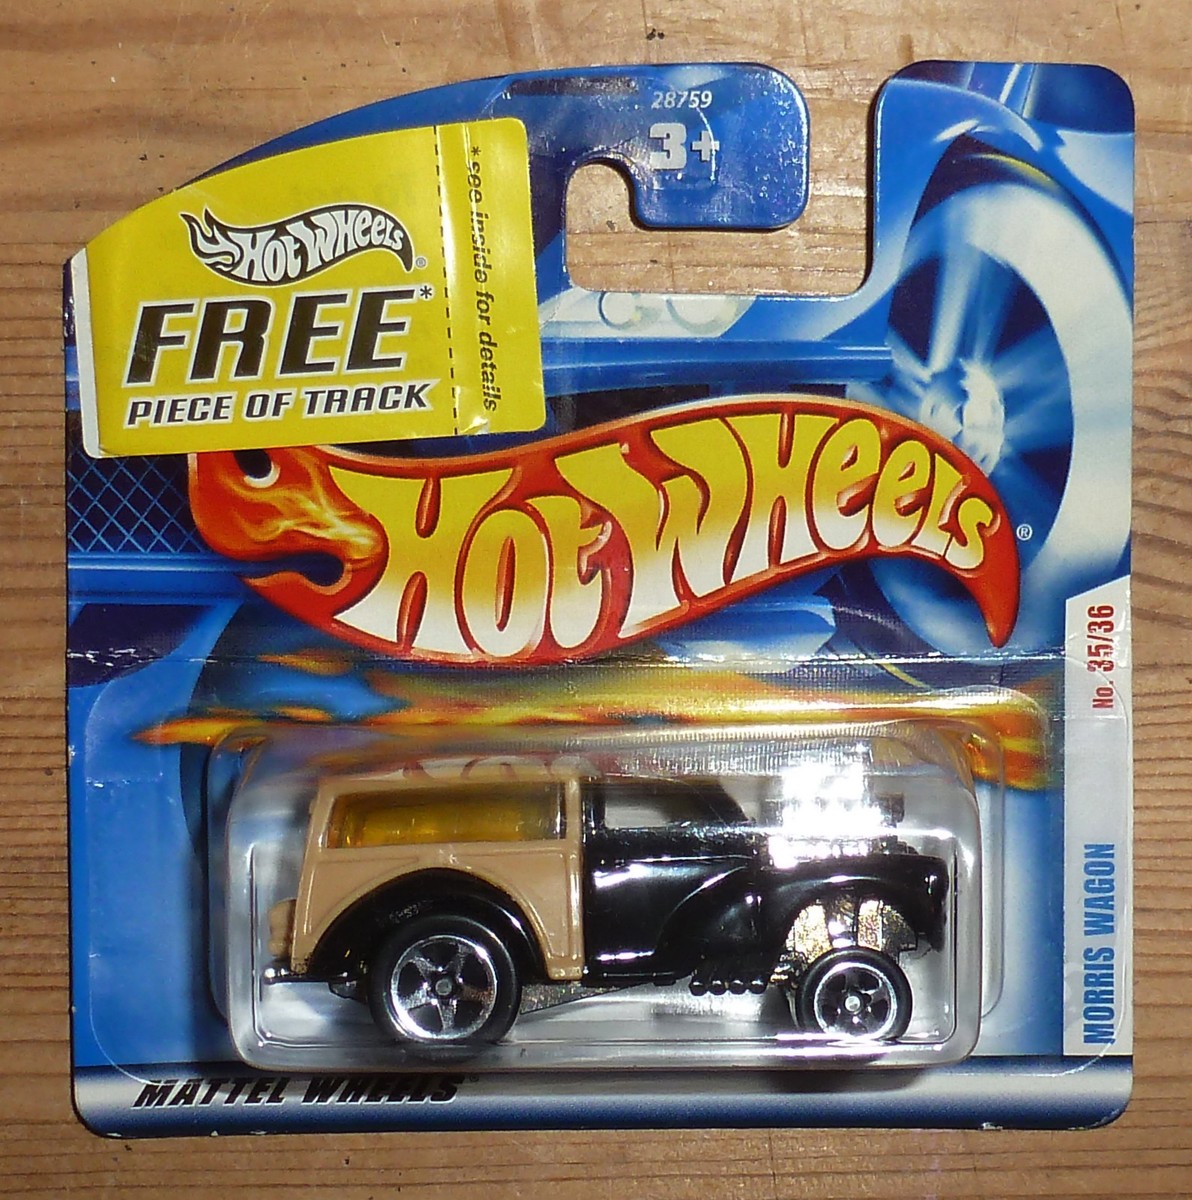 28759
3+
HOT WHEELS®
FREE*
PIECE OF TRACK
*see inside for details
HOT WHEELS®
No. 35/36
MORRIS WAGON
MATTEL WHEELS™